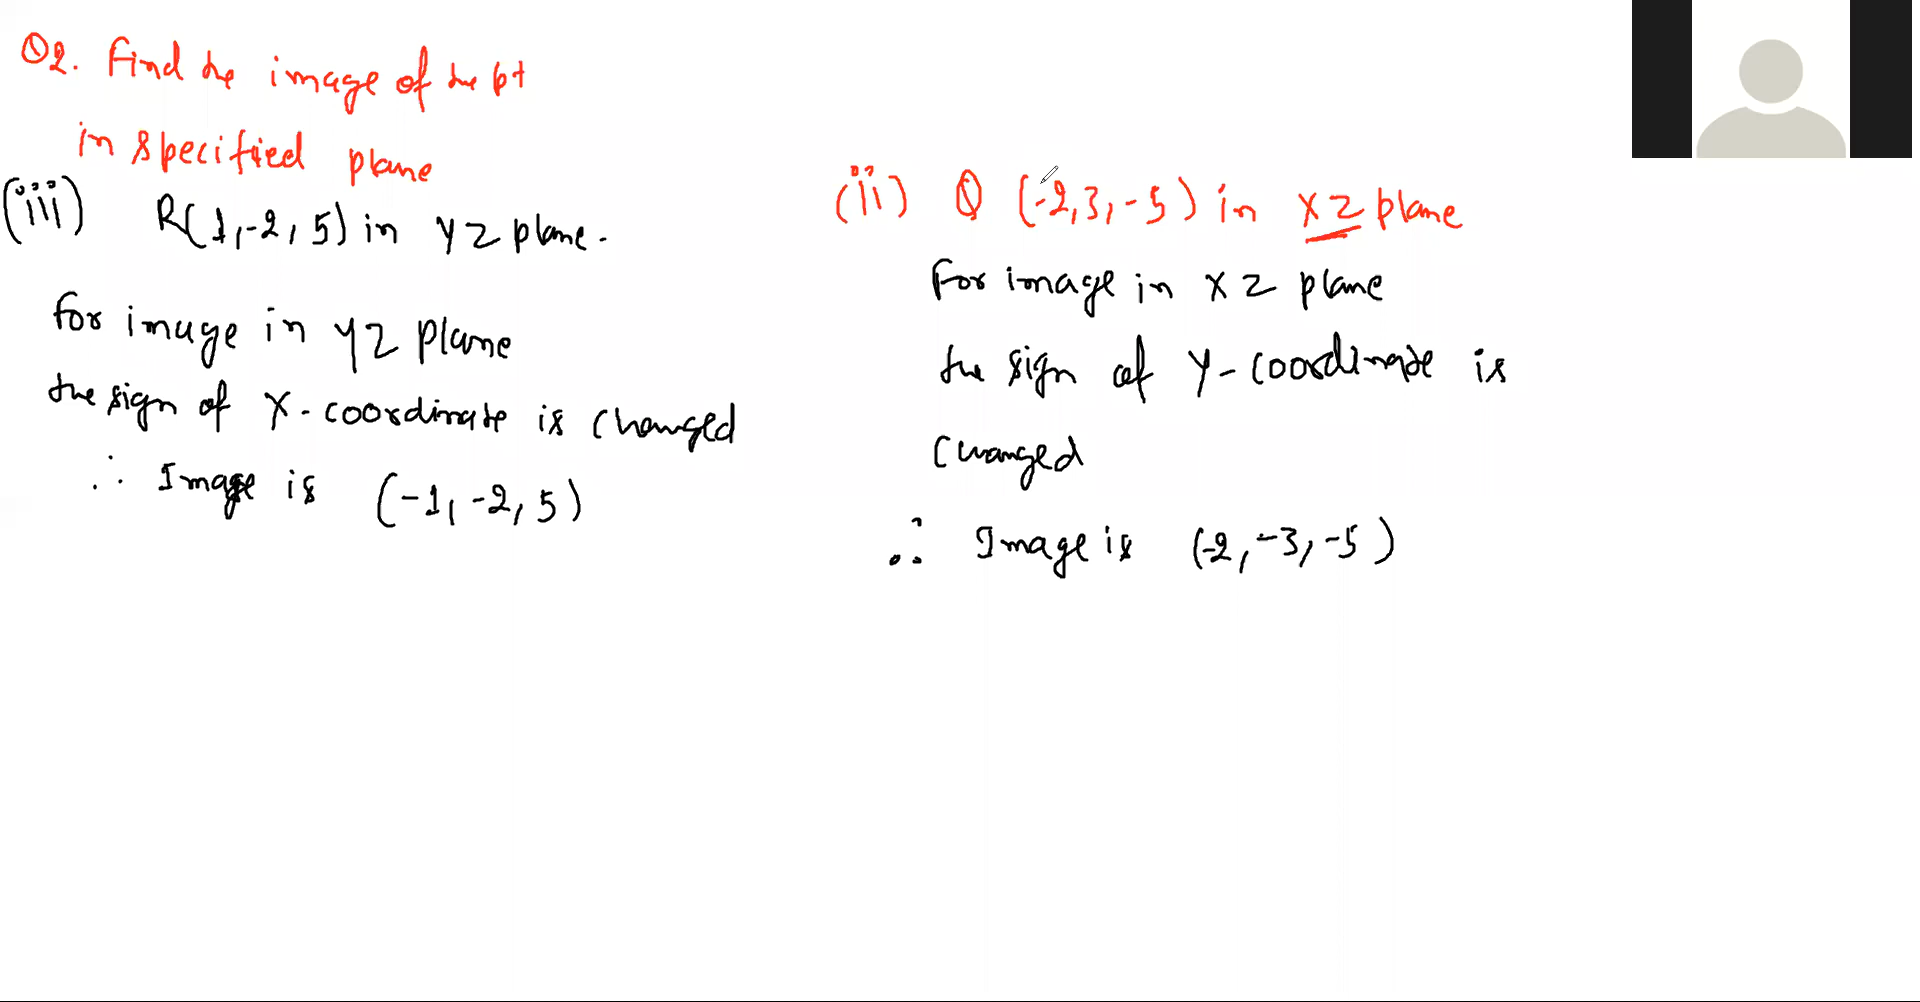 Q2. Find the image of the pt
in specified plane
(iii) R(1,-2,5) in YZ plane.
For image in YZ plane
the sign of X-coordinate is changed
∴ Image is (-1,-2,5)
(ii) Q (-2,3,-5) in XZ plane
For image in XZ plane
the sign of Y-coordinate is
changed
∴ Image is (-2,-3,-5)